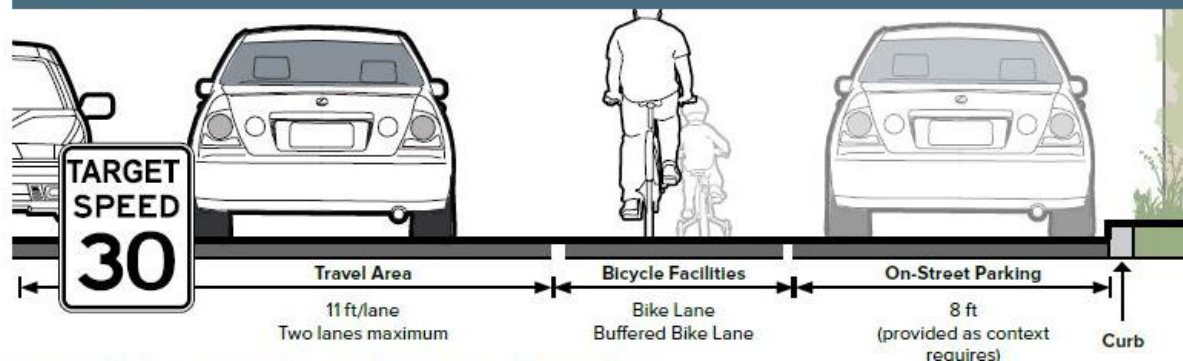 TARGET
SPEED
30
Travel Area
11 ft/lane
Two lanes maximum
Bicycle Facilities
Bike Lane
Buffered Bike Lane
On-Street Parking
8 ft
(provided as context
requires)
Curb